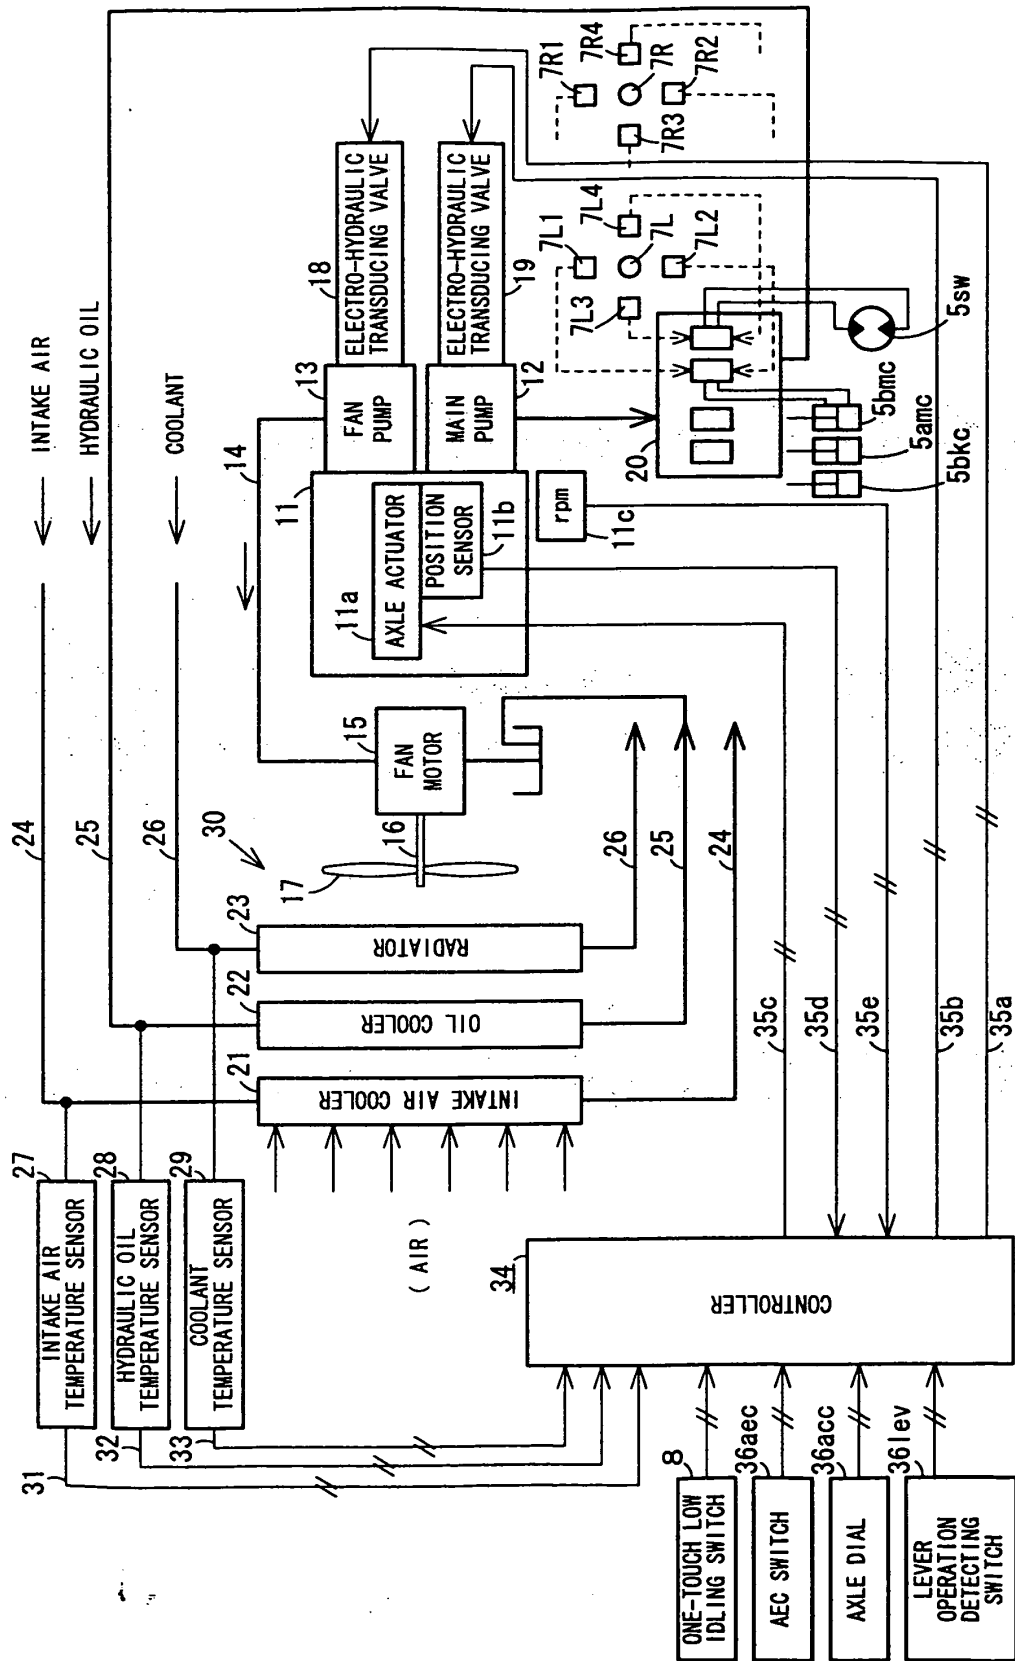 INTAKE AIR
HYDRAULIC OIL
COOLANT
24
25
26
27
INTAKE AIR
TEMPERATURE SENSOR
28
HYDRAULIC OIL
TEMPERATURE SENSOR
29
COOLANT
TEMPERATURE SENSOR
31
32
33
( AIR )
21
INTAKE AIR COOLER
22
OIL COOLER
23
RADIATOR
30
17
16
15
FAN
MOTOR
14
26
25
24
11
11a
AXLE ACTUATOR
POSITION
SENSOR
11b
rpm
11c
13
FAN
PUMP
MAIN
PUMP
12
18
ELECTRO-HYDRAULIC
TRANSDUCING VALVE
ELECTRO-HYDRAULIC
TRANSDUCING VALVE
19
7R1
7R4
7R
7R2
7R3
7L1
7L4
7L
7L2
7L3
20
5sw
5bmc
5amc
5bkc
34
CONTROLLER
35c
35d
35e
35b
35a
8
ONE-TOUCH LOW
IDLING SWITCH
36aec
AEC SWITCH
36acc
AXLE DIAL
36lev
LEVER
OPERATION
DETECTING
SWITCH